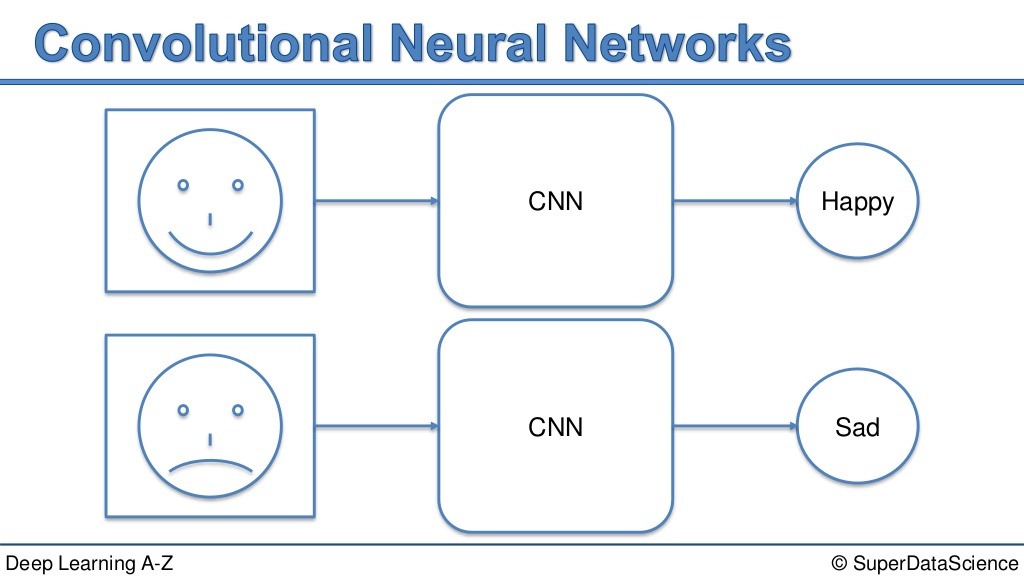 Convolutional Neural Networks
CNN
Happy
CNN
Sad
Deep Learning A-Z
© SuperDataScience